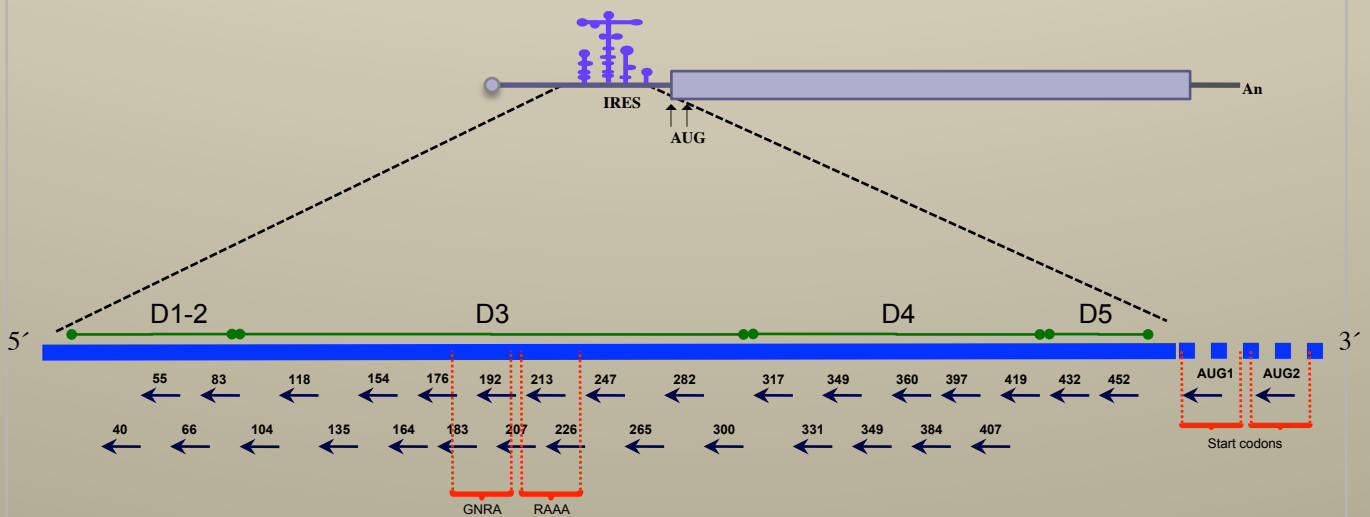 IRES
An
AUG
D1-2 D3 D4 D5
5´ 3´
55 83 118 154 176 192 213 247 282 317 349 360 397 419 432 452 AUG1 AUG2
40 66 104 135 164 183 207 226 265 300 331 349 384 407
Start codons
GNRA RAAA